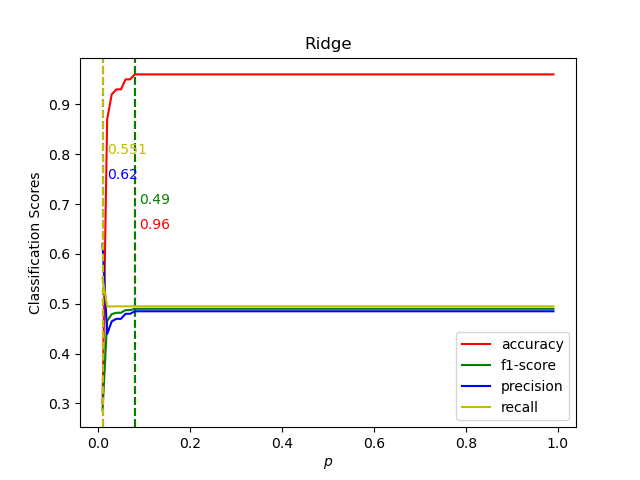 Ridge
Classification Scores
0.9
0.8
0.7
0.6
0.5
0.4
0.3
0.551
0.62
0.49
0.96
accuracy
f1-score
precision
recall
0.0 0.2 0.4 0.6 0.8 1.0
p